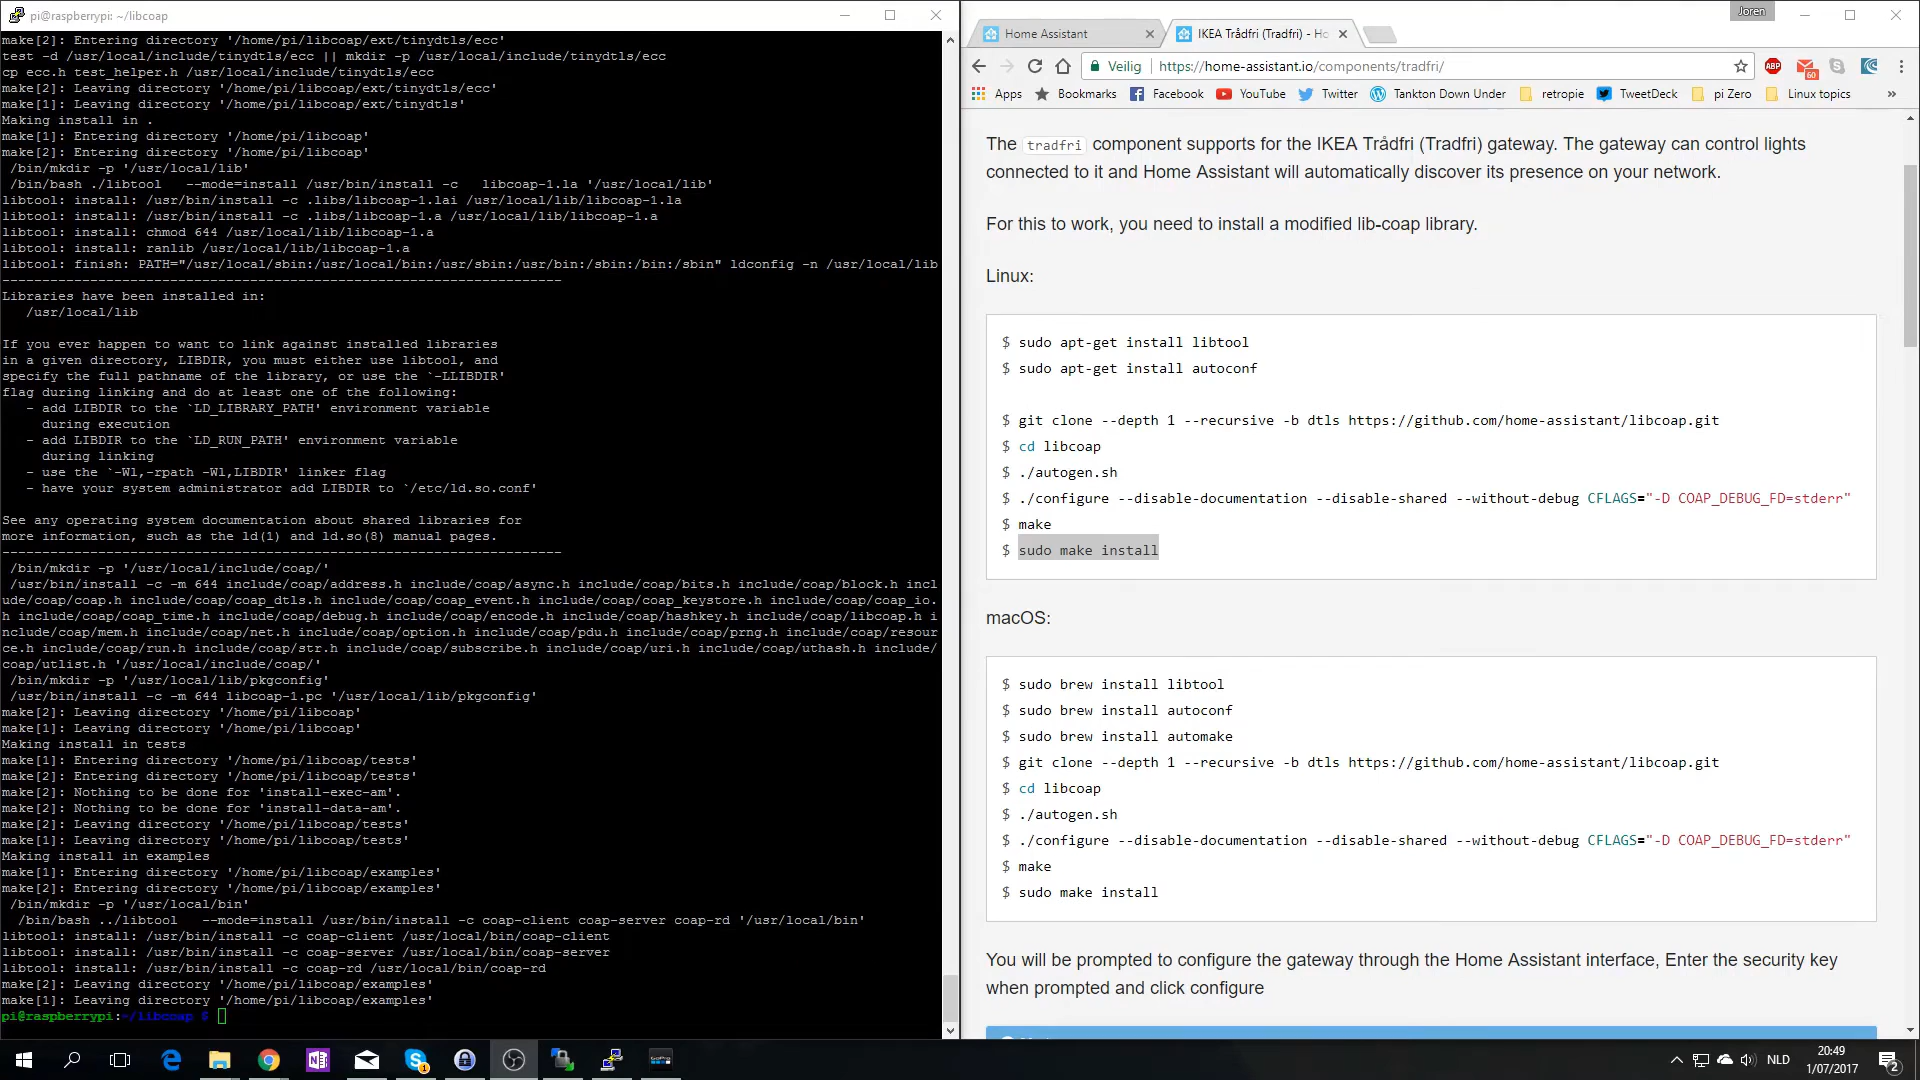 pi@raspberrypi: ~/libcoap
make[2]: Entering directory '/home/pi/libcoap/ext/tinydtls/ecc'
test -d /usr/local/include/tinydtls/ecc || mkdir -p /usr/local/include/tinydtls/ecc
cp ecc.h test_helper.h /usr/local/include/tinydtls/ecc
make[2]: Leaving directory '/home/pi/libcoap/ext/tinydtls/ecc'
make[1]: Leaving directory '/home/pi/libcoap/ext/tinydtls'
Making install in .
make[1]: Entering directory '/home/pi/libcoap'
make[2]: Entering directory '/home/pi/libcoap'
/bin/mkdir -p '/usr/local/lib'
/bin/bash ./libtool   --mode=install /usr/bin/install -c   libcoap-1.la '/usr/local/lib'
libtool: install: /usr/bin/install -c .libs/libcoap-1.lai /usr/local/lib/libcoap-1.la
libtool: install: /usr/bin/install -c .libs/libcoap-1.a /usr/local/lib/libcoap-1.a
libtool: install: chmod 644 /usr/local/lib/libcoap-1.a
libtool: install: ranlib /usr/local/lib/libcoap-1.a
libtool: finish: PATH="/usr/local/sbin:/usr/local/bin:/usr/sbin:/usr/bin:/sbin:/bin:/sbin" ldconfig -n /usr/local/lib
----------------------------------------------------------------------
Libraries have been installed in:
   /usr/local/lib
If you ever happen to want to link against installed libraries
in a given directory, LIBDIR, you must either use libtool, and
specify the full pathname of the library, or use the `-LLIBDIR'
flag during linking and do at least one of the following:
   - add LIBDIR to the `LD_LIBRARY_PATH' environment variable
     during execution
   - add LIBDIR to the `LD_RUN_PATH' environment variable
     during linking
   - use the `-Wl,-rpath -Wl,LIBDIR' linker flag
   - have your system administrator add LIBDIR to `/etc/ld.so.conf'
See any operating system documentation about shared libraries for
more information, such as the ld(1) and ld.so(8) manual pages.
----------------------------------------------------------------------
/bin/mkdir -p '/usr/local/include/coap/'
/usr/bin/install -c -m 644 include/coap/address.h include/coap/async.h include/coap/bits.h include/coap/block.h incl
ude/coap/coap.h include/coap/coap_dtls.h include/coap/coap_event.h include/coap/coap_keystore.h include/coap/coap_io.
h include/coap/coap_time.h include/coap/debug.h include/coap/encode.h include/coap/hashkey.h include/coap/libcoap.h i
nclude/coap/mem.h include/coap/net.h include/coap/option.h include/coap/pdu.h include/coap/prng.h include/coap/resour
ce.h include/coap/run.h include/coap/str.h include/coap/subscribe.h include/coap/uri.h include/coap/uthash.h include/
coap/utlist.h '/usr/local/include/coap/'
/bin/mkdir -p '/usr/local/lib/pkgconfig'
/usr/bin/install -c -m 644 libcoap-1.pc '/usr/local/lib/pkgconfig'
make[2]: Leaving directory '/home/pi/libcoap'
make[1]: Leaving directory '/home/pi/libcoap'
Making install in tests
make[1]: Entering directory '/home/pi/libcoap/tests'
make[2]: Entering directory '/home/pi/libcoap/tests'
make[2]: Nothing to be done for 'install-exec-am'.
make[2]: Nothing to be done for 'install-data-am'.
make[2]: Leaving directory '/home/pi/libcoap/tests'
make[1]: Leaving directory '/home/pi/libcoap/tests'
Making install in examples
make[1]: Entering directory '/home/pi/libcoap/examples'
make[2]: Entering directory '/home/pi/libcoap/examples'
/bin/mkdir -p '/usr/local/bin'
/bin/bash ../libtool   --mode=install /usr/bin/install -c coap-client coap-server coap-rd '/usr/local/bin'
libtool: install: /usr/bin/install -c coap-client /usr/local/bin/coap-client
libtool: install: /usr/bin/install -c coap-server /usr/local/bin/coap-server
libtool: install: /usr/bin/install -c coap-rd /usr/local/bin/coap-rd
make[2]: Leaving directory '/home/pi/libcoap/examples'
make[1]: Leaving directory '/home/pi/libcoap/examples'
pi@raspberrypi:~/libcoap $
Joren
Home Assistant
IKEA Trådfri (Tradfri) - Ho
Veilig
https://home-assistant.io/components/tradfri/
ABP
60
Apps
Bookmarks
Facebook
YouTube
Twitter
Tankton Down Under
retropie
TweetDeck
pi Zero
Linux topics
»
The tradfri component supports for the IKEA Trådfri (Tradfri) gateway. The gateway can control lights
connected to it and Home Assistant will automatically discover its presence on your network.
For this to work, you need to install a modified lib-coap library.
Linux:
$ sudo apt-get install libtool
$ sudo apt-get install autoconf
$ git clone --depth 1 --recursive -b dtls https://github.com/home-assistant/libcoap.git
$ cd libcoap
$ ./autogen.sh
$ ./configure --disable-documentation --disable-shared --without-debug CFLAGS="-D COAP_DEBUG_FD=stderr"
$ make
$ sudo make install
macOS:
$ sudo brew install libtool
$ sudo brew install autoconf
$ sudo brew install automake
$ git clone --depth 1 --recursive -b dtls https://github.com/home-assistant/libcoap.git
$ cd libcoap
$ ./autogen.sh
$ ./configure --disable-documentation --disable-shared --without-debug CFLAGS="-D COAP_DEBUG_FD=stderr"
$ make
$ sudo make install
You will be prompted to configure the gateway through the Home Assistant interface, Enter the security key
when prompted and click configure
NLD
20:49
1/07/2017
2